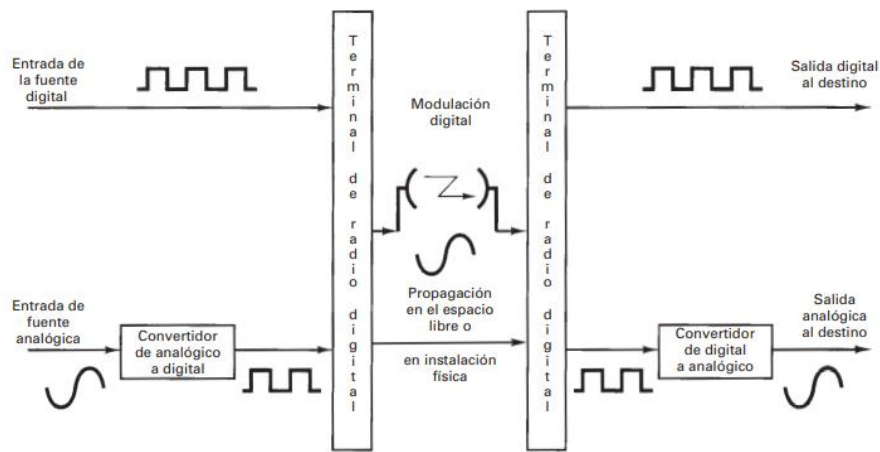 Entrada de
la fuente
digital
Terminal de radio digital
Modulación
digital
Terminal de radio digital
Salida digital
al destino
Entrada de
fuente
analógica
Convertidor
de analógico
a digital
Propagación
en el espacio
libre o
en instalación
física
Convertidor
de digital
a analógico
Salida
analógica
al destino